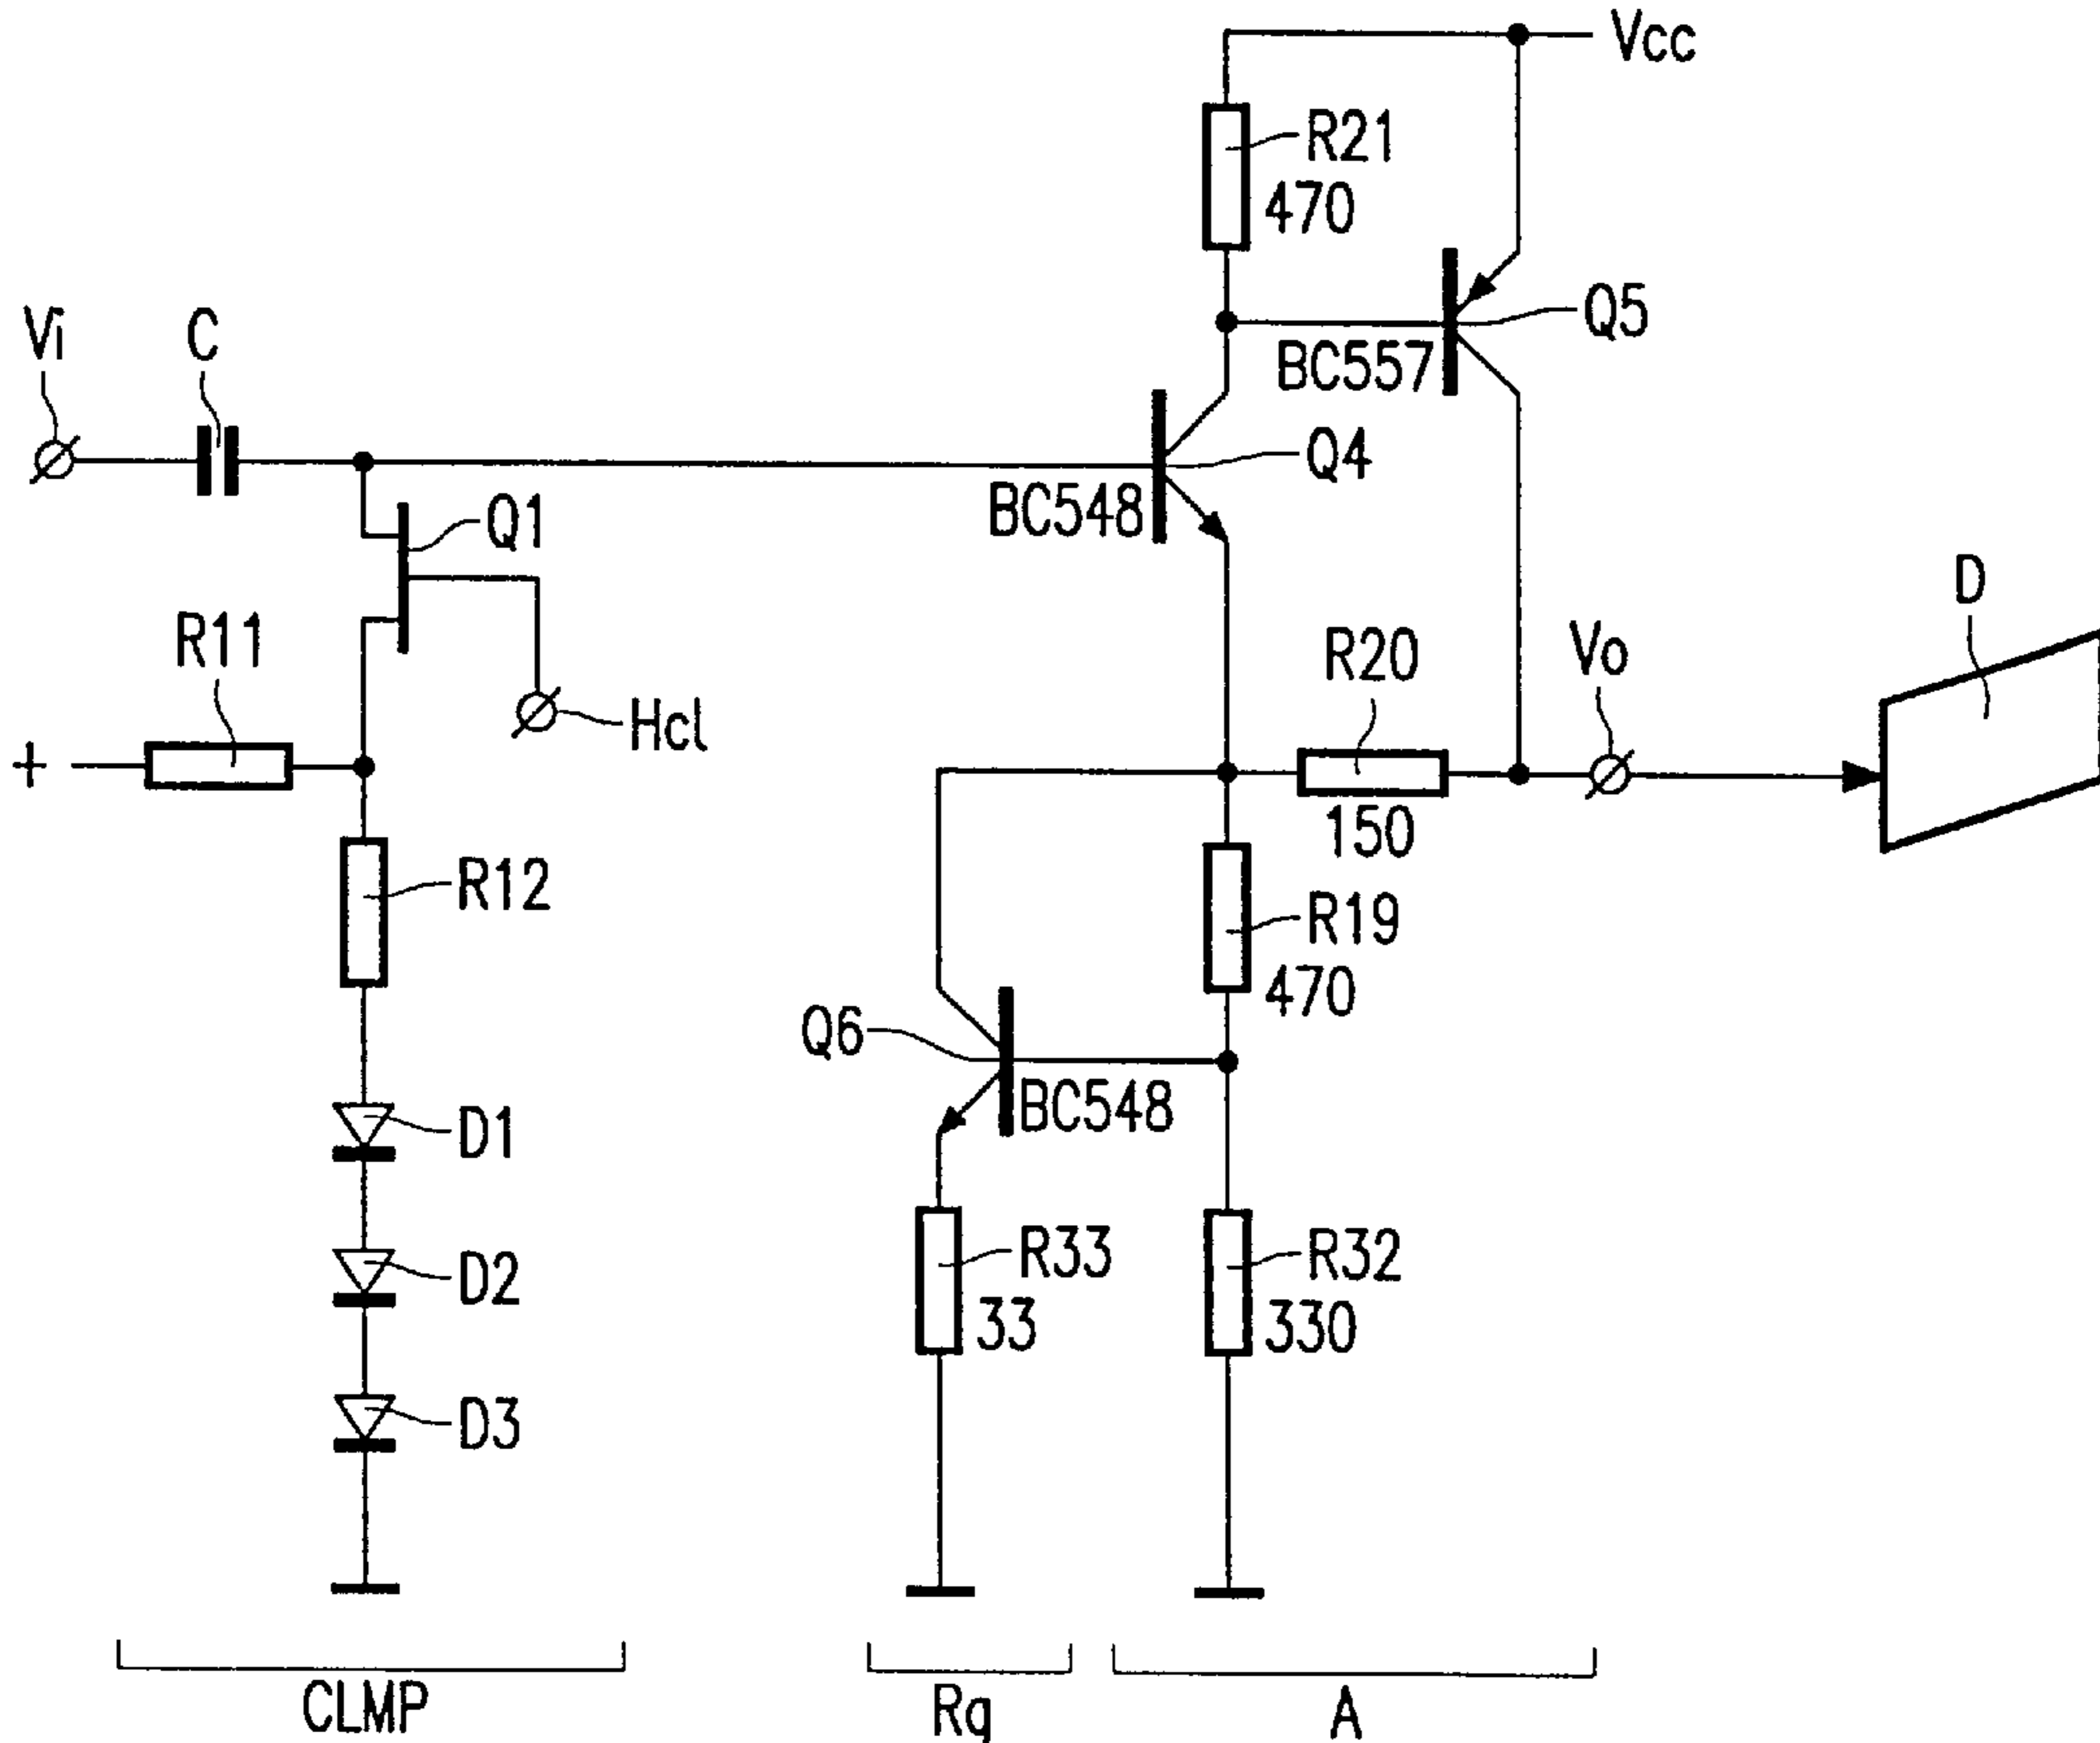 Vcc
R21
470
Vi
C
Q5
BC557
Q4
BC548
Q1
D
R11
R20
Vo
Hcl
+
150
R12
R19
470
Q6
BC548
D1
R33
33
R32
330
D2
D3
CLMP
Rq
A